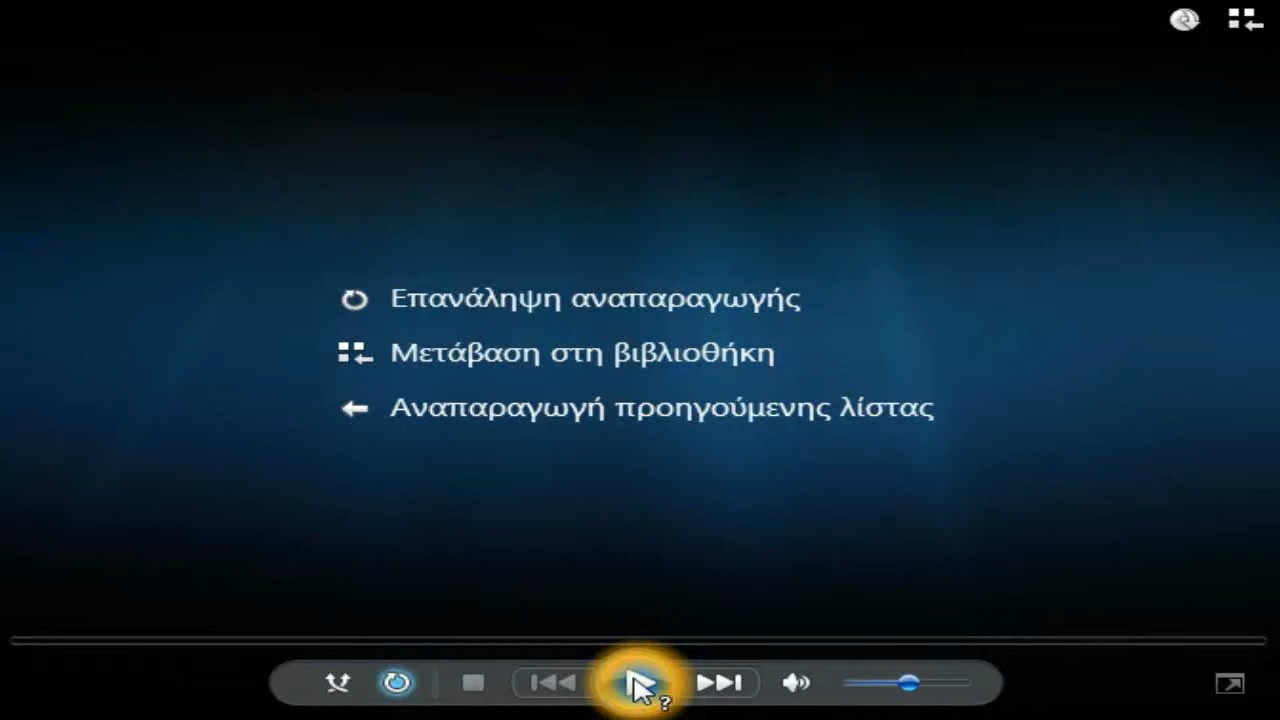 Επανάληψη αναπαραγωγής
Μετάβαση στη βιβλιοθήκη
Αναπαραγωγή προηγούμενης λίστας